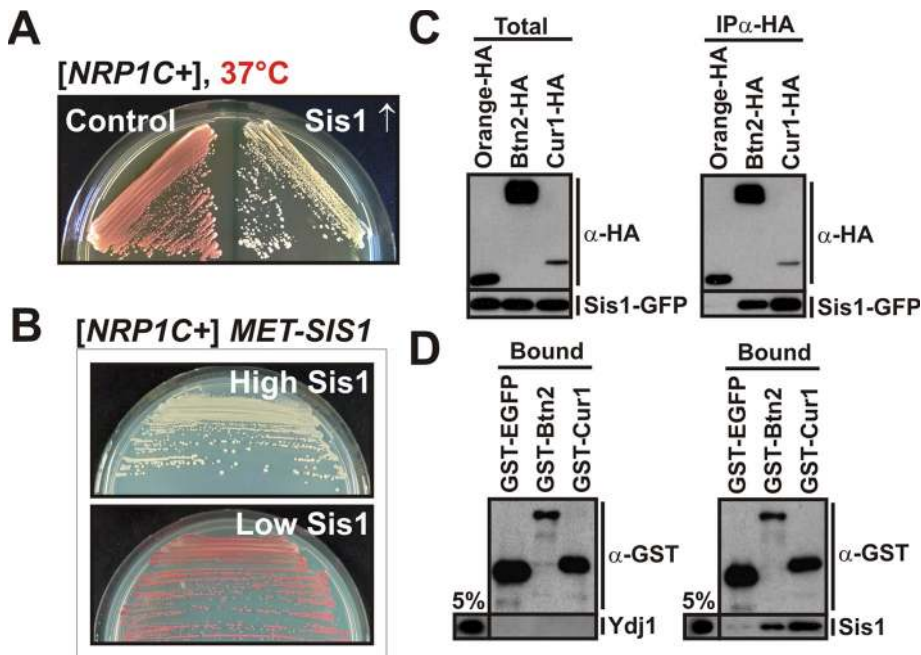 A
[NRP1C+], 37°C
Control
Sis1 ↑
B
[NRP1C+] MET-SIS1
High Sis1
Low Sis1
C
Total
Orange-HA
Btn2-HA
Cur1-HA
α-HA
Sis1-GFP
IPα-HA
Orange-HA
Btn2-HA
Cur1-HA
α-HA
Sis1-GFP
D
Bound
GST-EGFP
GST-Btn2
GST-Cur1
α-GST
5%
Ydj1
Bound
GST-EGFP
GST-Btn2
GST-Cur1
α-GST
5%
Sis1